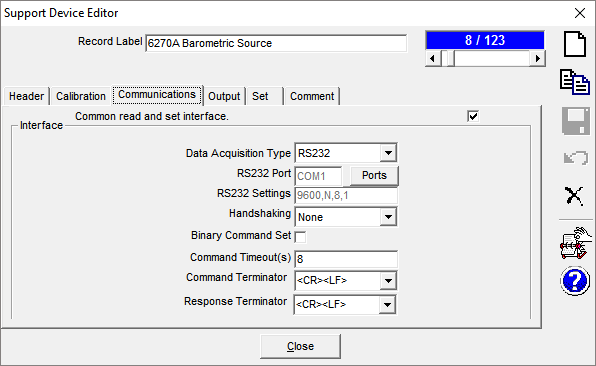 Support Device Editor
Record Label 6270A Barometric Source 8 / 123
Header Calibration Communications Output Set Comment
Common read and set interface.
Interface
Data Acquisition Type RS232
RS232 Port COM1 Ports
RS232 Settings 9600,N,8,1
Handshaking None
Binary Command Set
Command Timeout(s) 8
Command Terminator <CR><LF>
Response Terminator <CR><LF>
Close